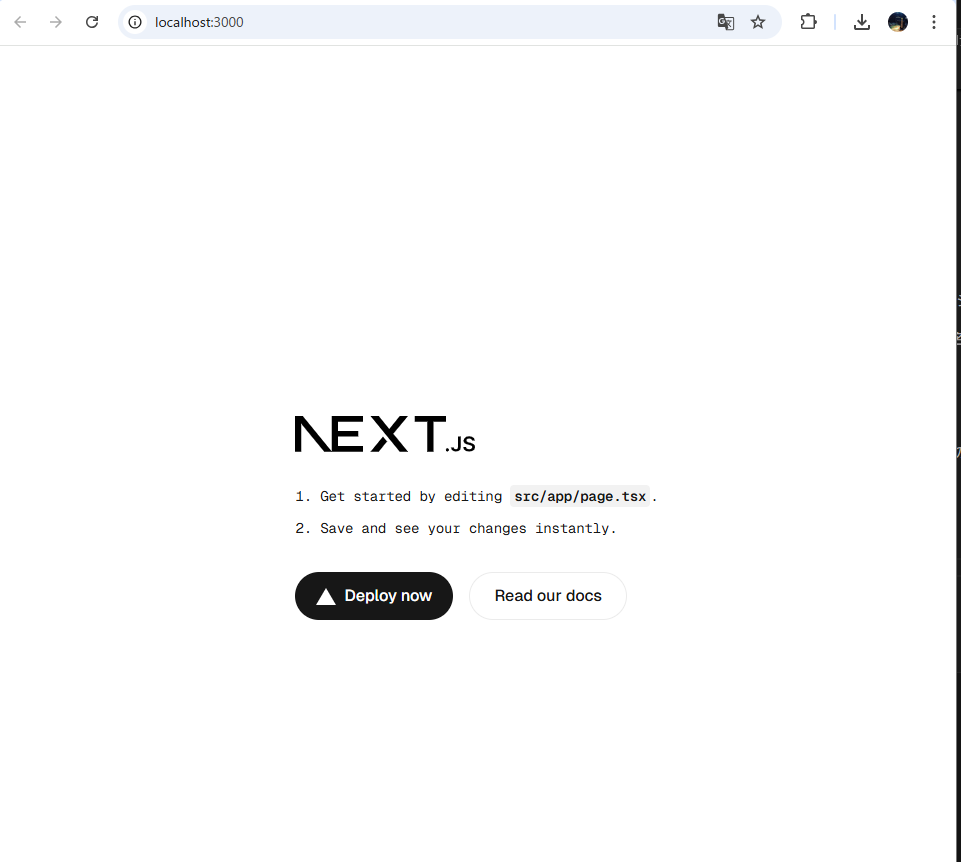 localhost:3000
NEXT.JS
1. Get started by editing src/app/page.tsx.
2. Save and see your changes instantly.
Deploy now
Read our docs